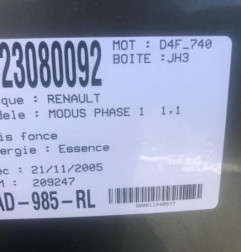 MOT : D4F_740
23080092
BOITE :JH3
que : RENAULT
dele : MODUS PHASE 1 1.1
is fonce
ergie : Essence
ec : 21/11/2005
M : 209247
AD-985-RL